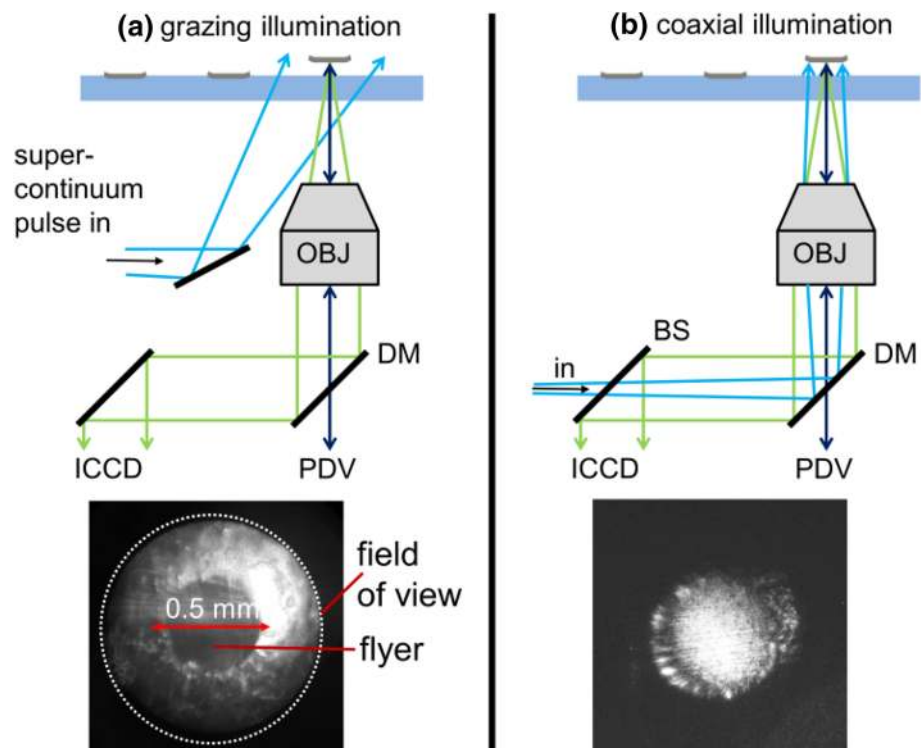 (a) grazing illumination
super-
continuum
pulse in
OBJ
DM
ICCD
PDV
0.5 mm
field
of view
flyer
(b) coaxial illumination
OBJ
BS
DM
in
ICCD
PDV